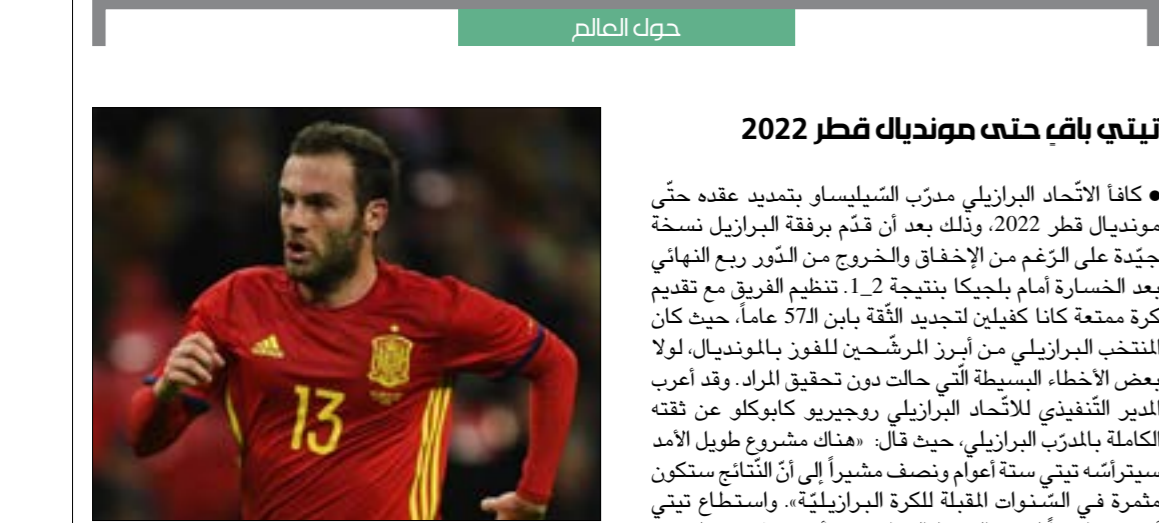 حول العالم
تيتي باقٍ حتى مونديال قطر 2022
● كافأ الاتّحاد البرازيلي مدرّب السّيليساو بتمديد عقده حتّى
مونديال قطر 2022، وذلك بعد أن قدّم برفقة البرازيل نسخة
جيّدة على الرّغم من الإخفاق والخروج من الدّور ربع النهائي
بعد الخسارة أمام بلجيكا بنتيجة 2_1. تنظيم الفريق مع تقديم
كرة ممتعة كانا كفيلين لتجديد الثّقة بابن الـ57 عاماً، حيث كان
المنتخب البرازيلي من أبرز المرشّحين للفوز بالمونديال، لولا
بعض الأخطاء البسيطة الّتي حالت دون تحقيق المراد. وقد أعرب
المدير التّنفيذي للاتّحاد البرازيلي روجيريو كابوكلو عن ثقته
الكاملة بالمدرّب البرازيلي، حيث قال: «هناك مشروع طويل الأمد
سيترأسّه تيتي ستة أعوام ونصف مشيراً إلى أنّ النّتائج ستكون
مثمرة في السّنوات المقبلة للكرة البرازيليّة». واستطاع تيتي
13